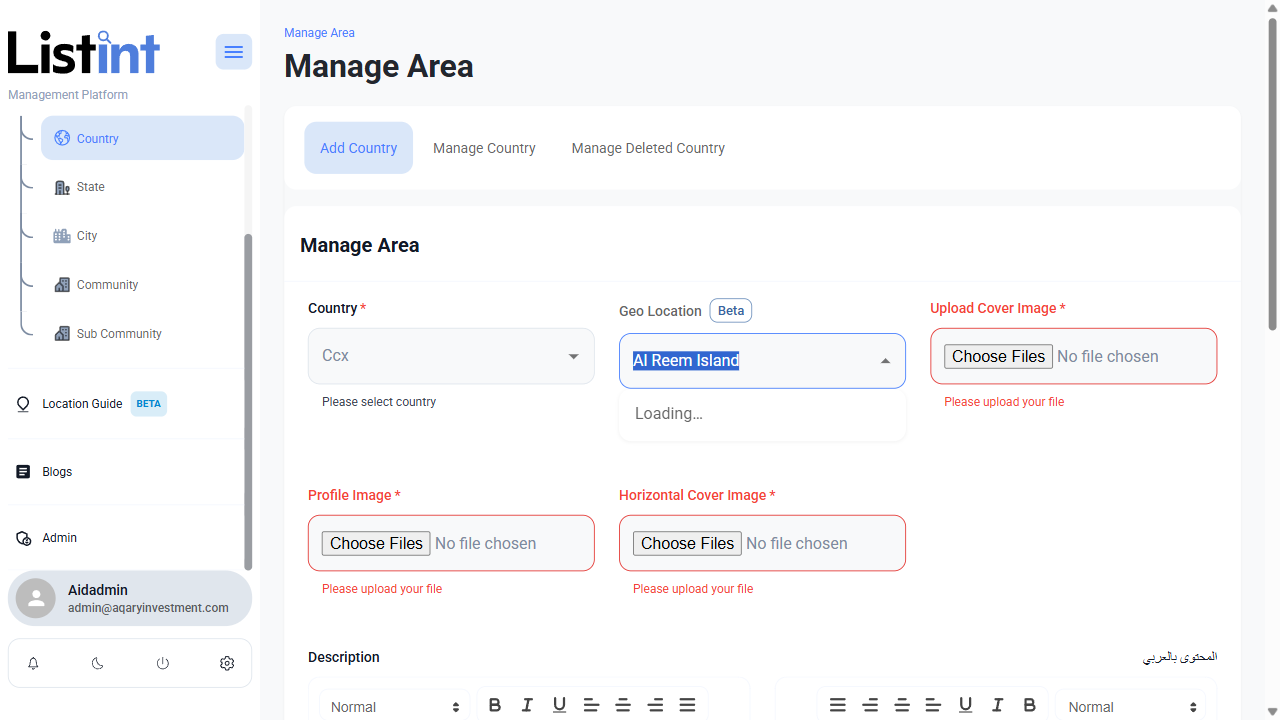 Listint
Management Platform
Country
State
City
Community
Sub Community
Location Guide BETA
Blogs
Admin
Aidadmin
admin@aqaryinvestment.com
Manage Area
Manage Area
Add Country Manage Country Manage Deleted Country
Manage Area
Country * Geo Location Beta Upload Cover Image *
Ccx Al Reem Island Choose Files No file chosen
Please select country Please upload your file
Loading…
Profile Image * Horizontal Cover Image *
Choose Files No file chosen Choose Files No file chosen
Please upload your file Please upload your file
Description المحتوى بالعربي
Normal B I U U I B Normal